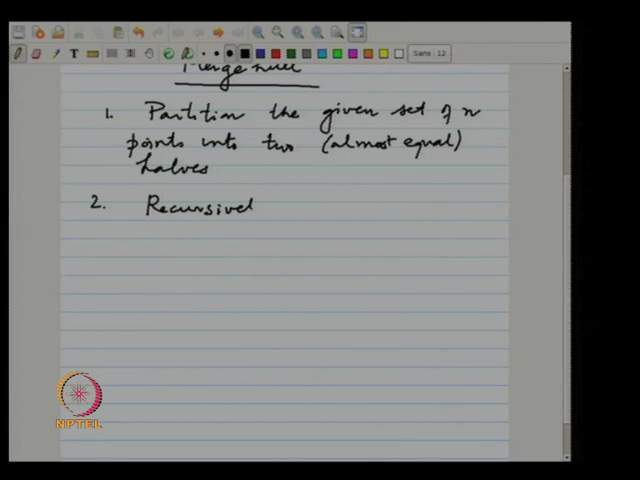 Sans 12
Merge Hull
1. Partition the given set of n
points into two (almost equal)
halves
2. Recursivel
NPTEL